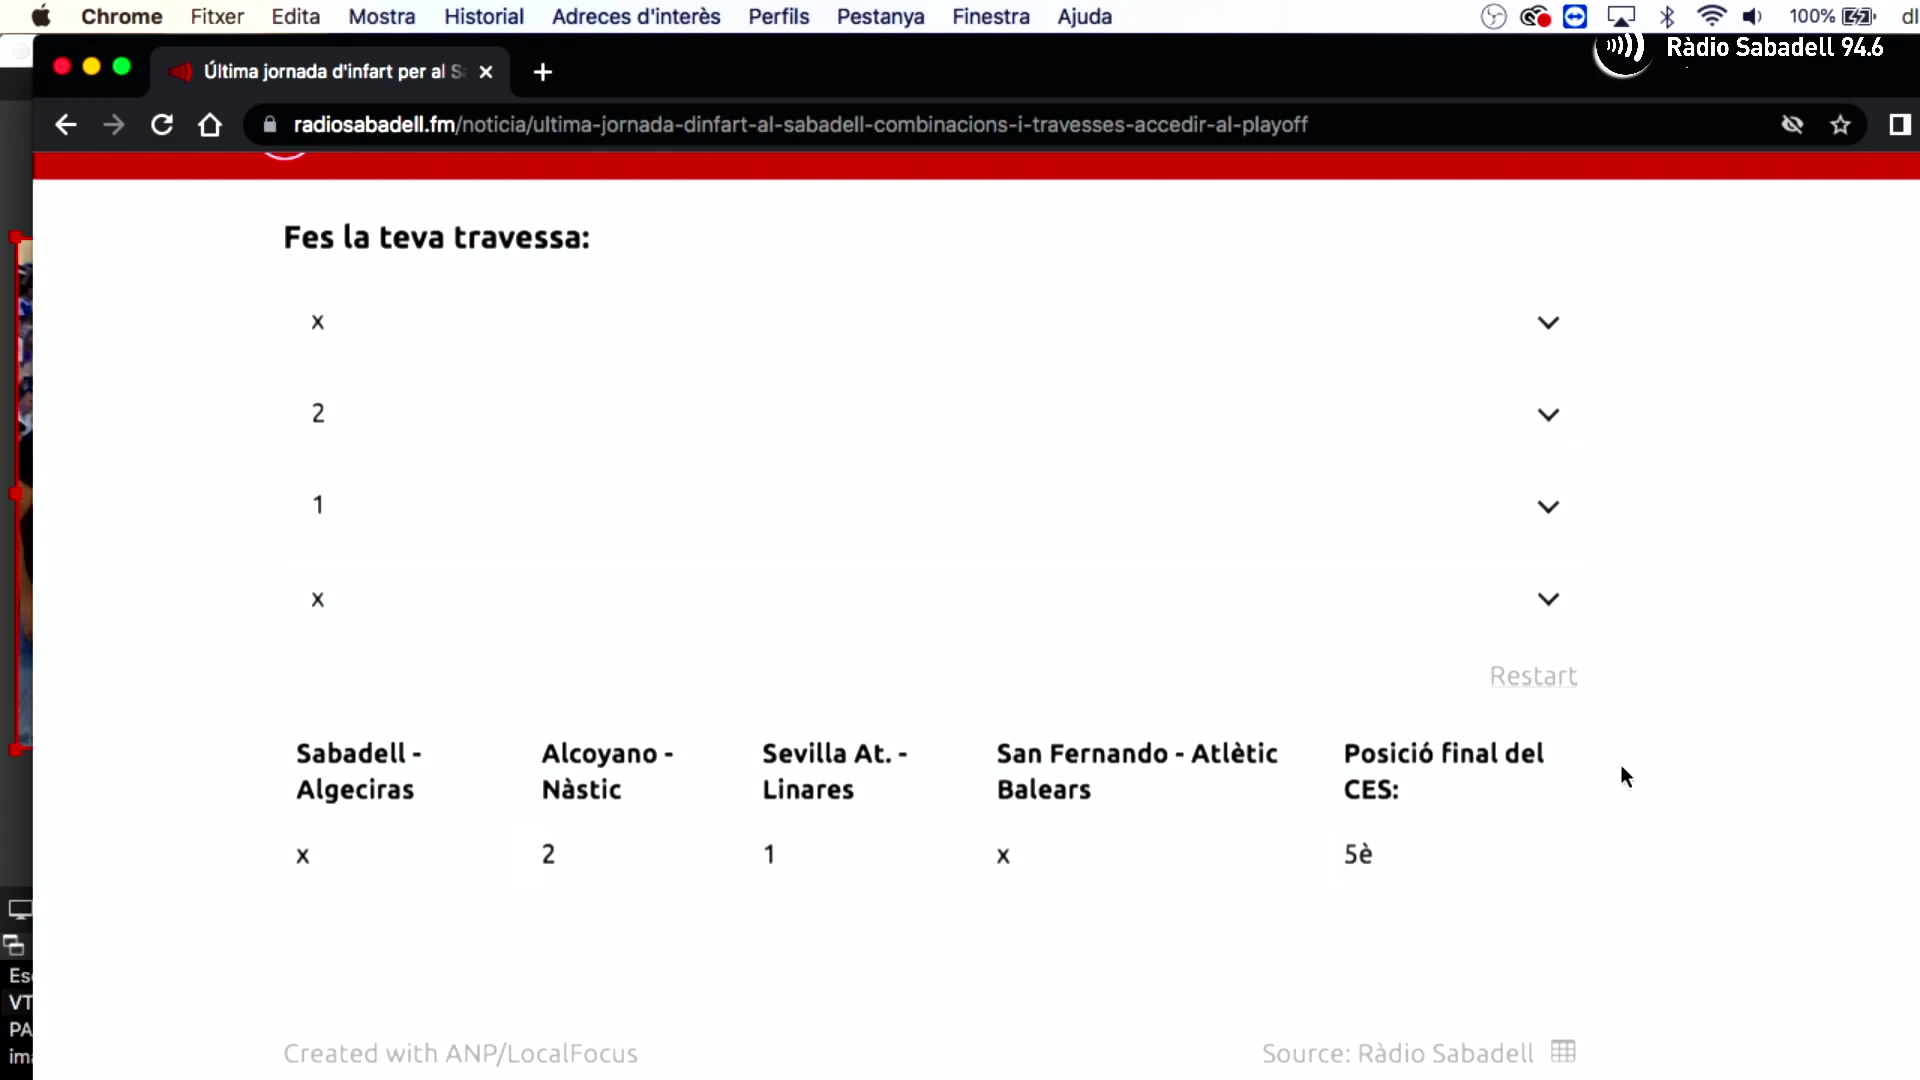 Chrome Fitxer Edita Mostra Historial Adreces d'interès Perfils Pestanya Finestra Ajuda 100%
Ràdio Sabadell 94.6
Última jornada d'infart per al
radiosabadell.fm/noticia/ultima-jornada-dinfart-al-sabadell-combinacions-i-travesses-accedir-al-playoff
Fes la teva travessa:
x
2
1
x
Restart
Sabadell - Algeciras
Alcoyano - Nàstic
Sevilla At. - Linares
San Fernando - Atlètic Balears
Posició final del CES:
x 2 1 x 5è
Created with ANP/LocalFocus
Source: Ràdio Sabadell